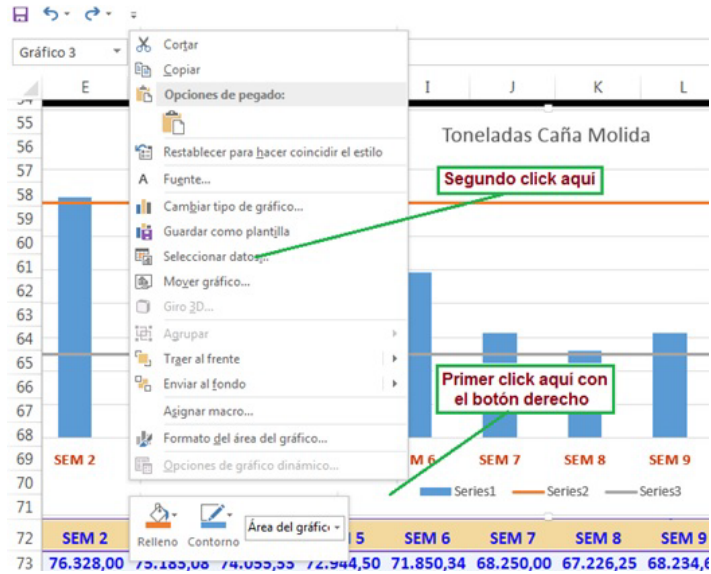 Gráfico 3
E I J K L
54
55
56
57
58
59
60
61
62
63
64
65
66
67
68
69
70
71
72
73
Cortar
Copiar
Opciones de pegado:
Restablecer para hacer coincidir el estilo
Fuente...
Cambiar tipo de gráfico...
Guardar como plantilla
Seleccionar datos...
Mover gráfico...
Giro 3D...
Agrupar
Traer al frente
Enviar al fondo
Asignar macro...
Formato del área del gráfico...
Opciones de gráfico dinámico...
Toneladas Caña Molida
Segundo click aquí
Primer click aquí con
el botón derecho
SEM 2 M 6 SEM 7 SEM 8 SEM 9
Series1 Series2 Series3
Relleno Contorno Área del gráfic
SEM 2 5 SEM 6 SEM 7 SEM 8 SEM 9
76.328,00 75.185,08 74.055,55 72.944,50 71.850,34 68.250,00 67.226,25 68.234,6